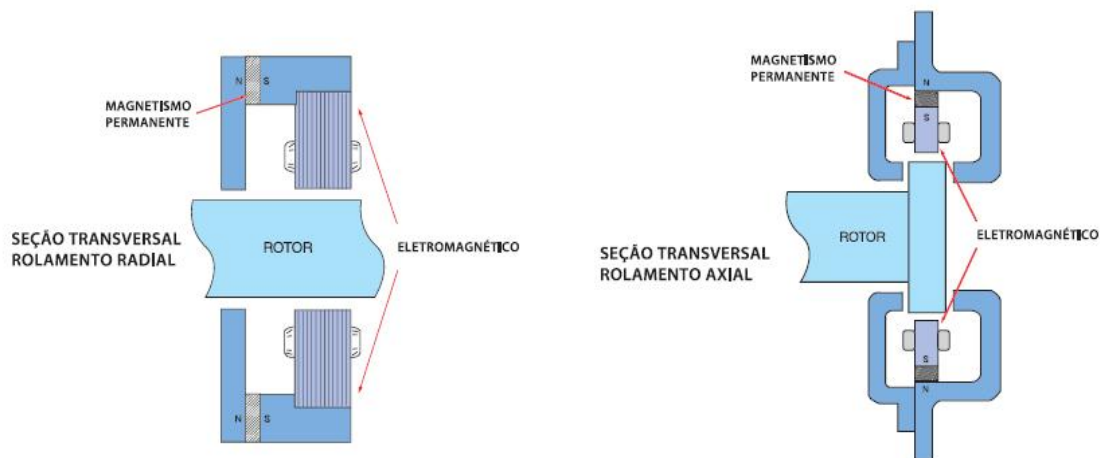 N S
MAGNETISMO
PERMANENTE
SEÇÃO TRANSVERSAL
ROLAMENTO RADIAL
ROTOR
ELETROMAGNÉTICO
N S
MAGNETISMO
PERMANENTE
N
S
SEÇÃO TRANSVERSAL
ROLAMENTO AXIAL
ROTOR
ELETROMAGNÉTICO
S
N